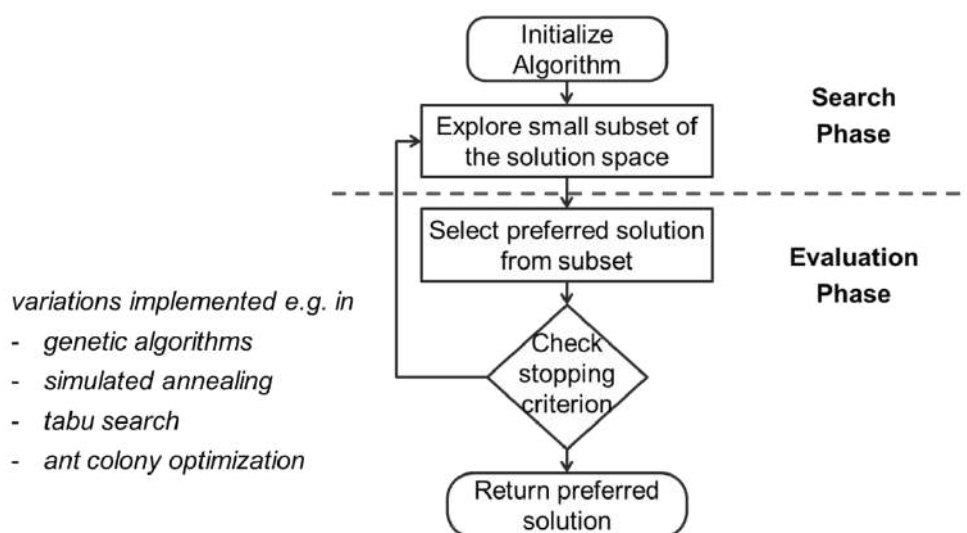 Initialize
Algorithm
Search
Phase
Explore small subset of
the solution space
Select preferred solution
from subset
Evaluation
Phase
variations implemented e.g. in
- genetic algorithms
- simulated annealing
- tabu search
- ant colony optimization
Check
stopping
criterion
Return preferred
solution